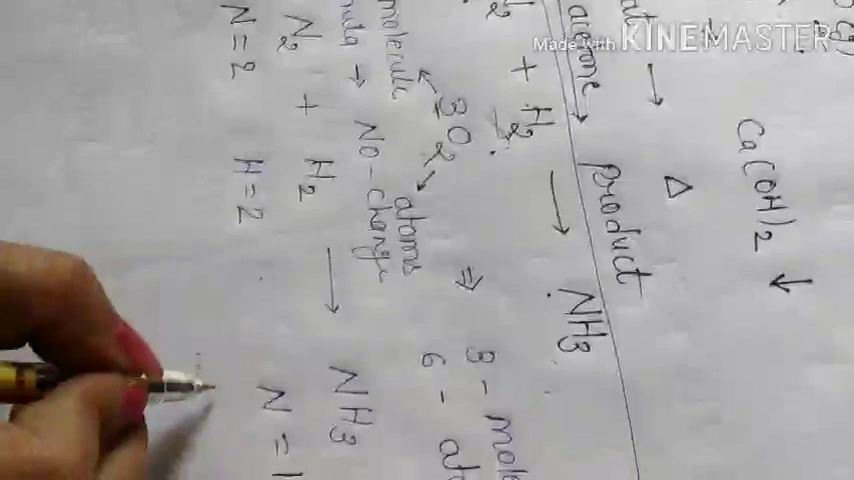 Made with KINEMASTER
Ca(OH)2 ↓
→ Δ
→ product
+ H2 → NH3
3O2 ⇒ 3 - mole
molecule atoms 6 - at
→ No-change
N2 + H2 → NH3
N = 2 H = 2 N = 1